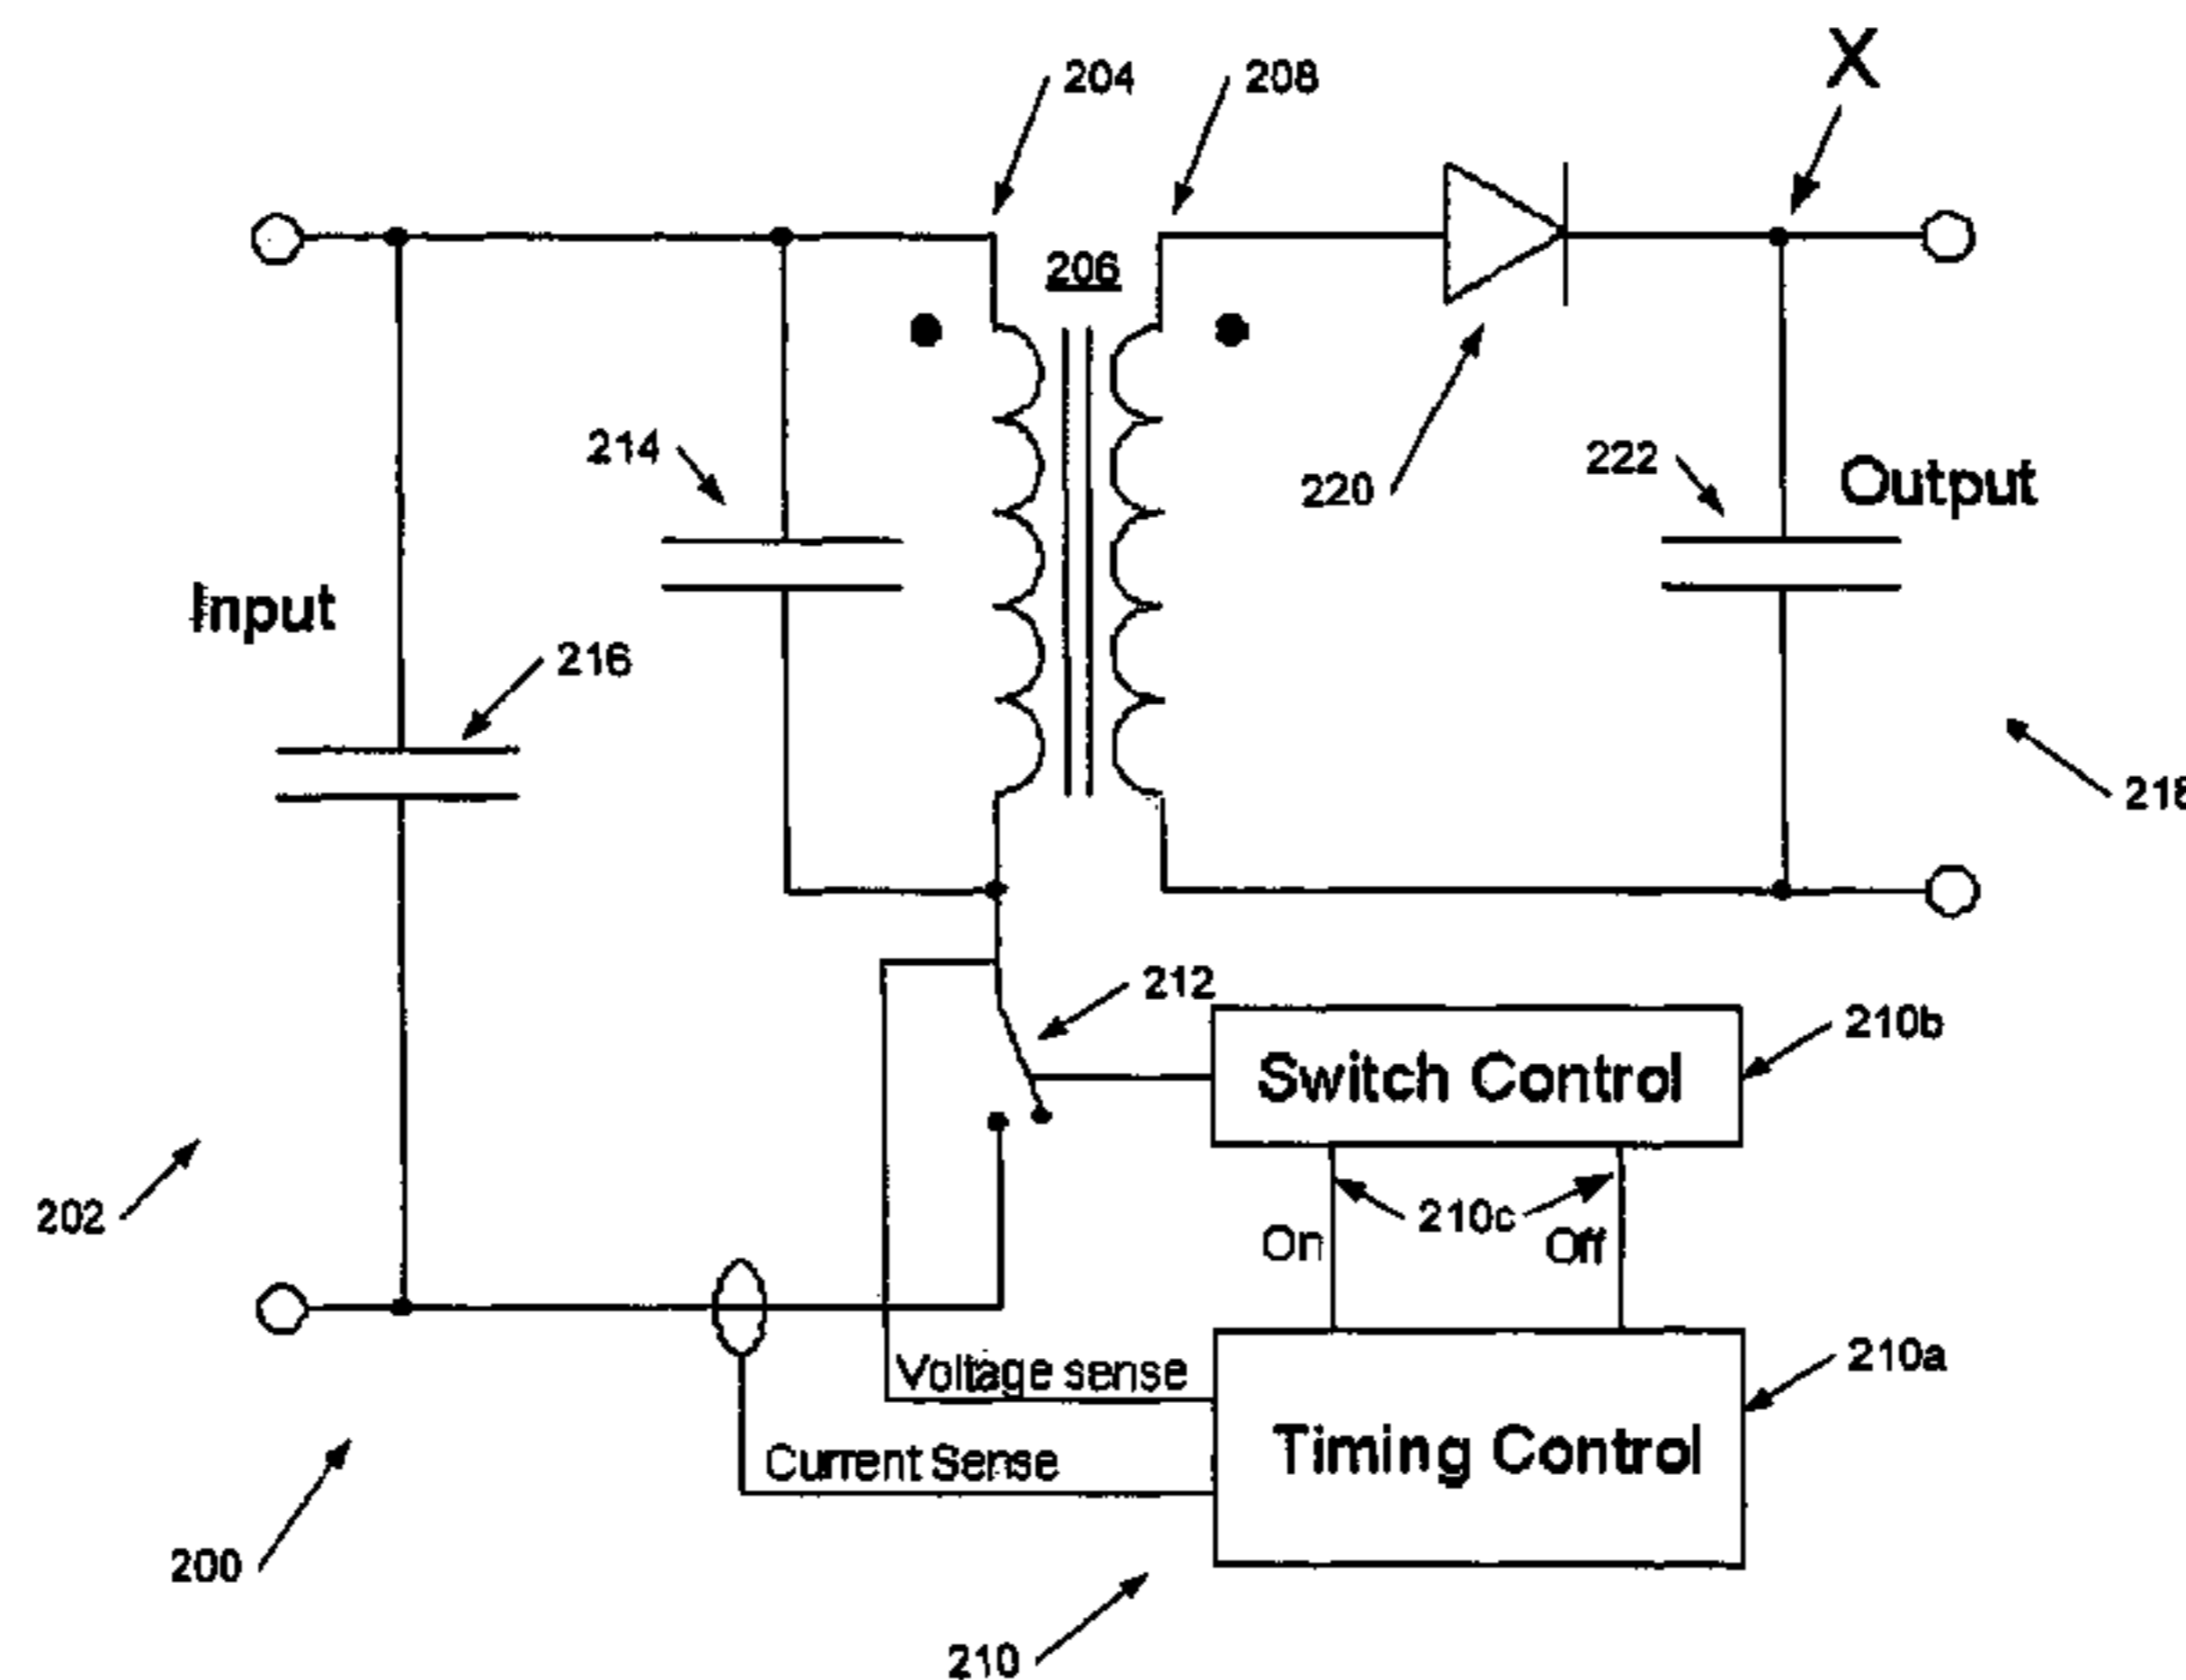 X
204
208
206
214
222
Output
220
Input
216
218
212
210b
Switch Control
202
210c
On
Off
210a
Voltage sense
Timing Control
Current Sense
200
210